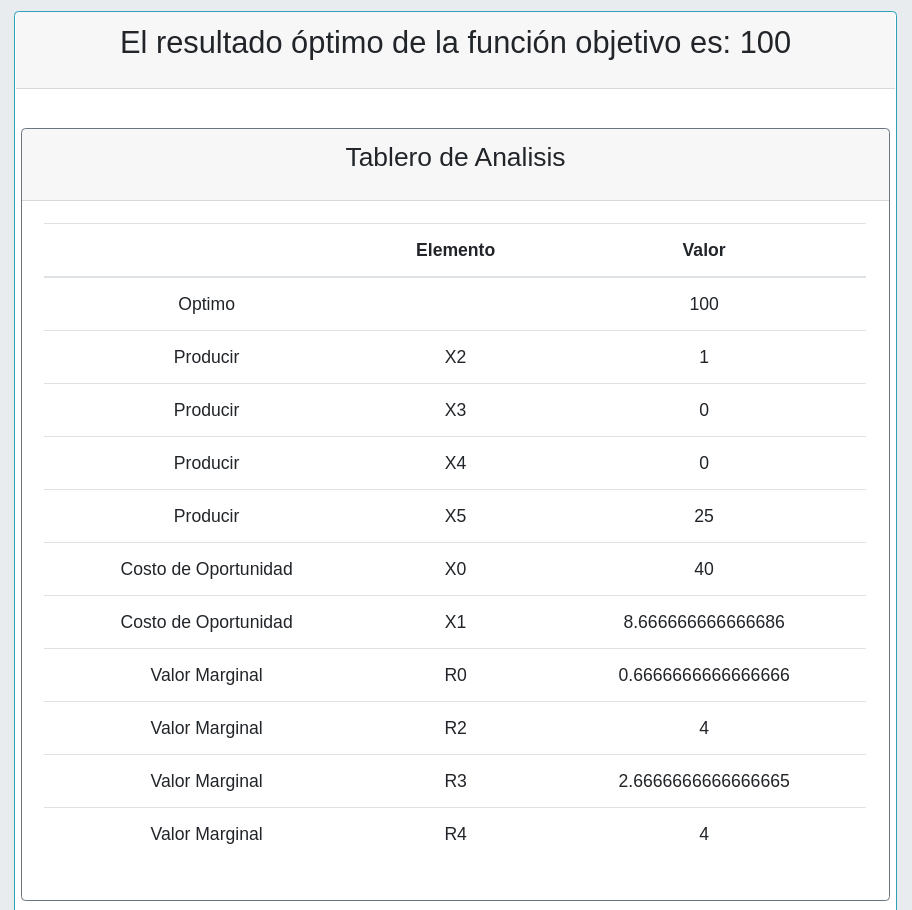 El resultado óptimo de la función objetivo es: 100
Tablero de Analisis
Elemento Valor
Optimo 100
Producir X2 1
Producir X3 0
Producir X4 0
Producir X5 25
Costo de Oportunidad X0 40
Costo de Oportunidad X1 8.666666666666686
Valor Marginal R0 0.6666666666666666
Valor Marginal R2 4
Valor Marginal R3 2.6666666666666665
Valor Marginal R4 4